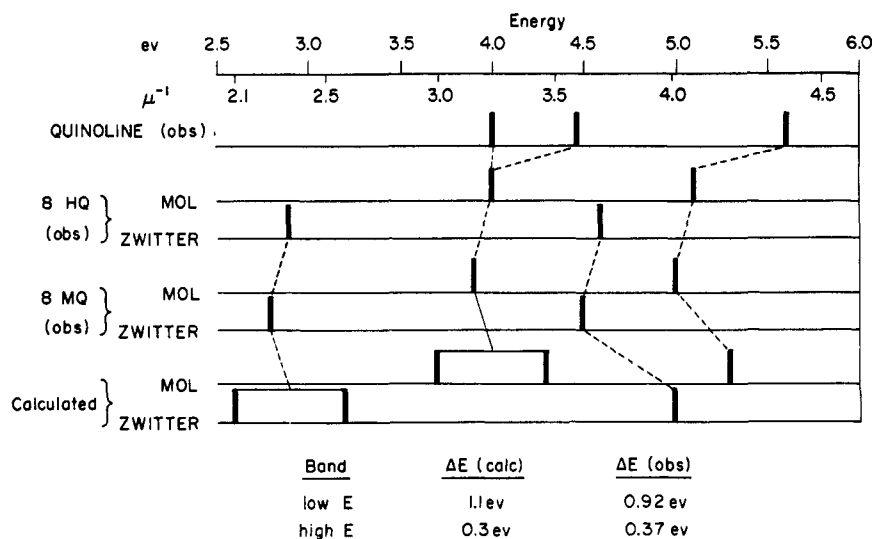 Energy
ev 2.5 3.0 3.5 4.0 4.5 5.0 5.5 6.0
μ⁻¹ 2.1 2.5 3.0 3.5 4.0 4.5
QUINOLINE (obs)
8 HQ (obs) MOL
ZWITTER
8 MQ (obs) MOL
ZWITTER
Calculated MOL
ZWITTER
Band ΔE (calc) ΔE (obs)
low E 1.1 ev 0.92 ev
high E 0.3 ev 0.37 ev